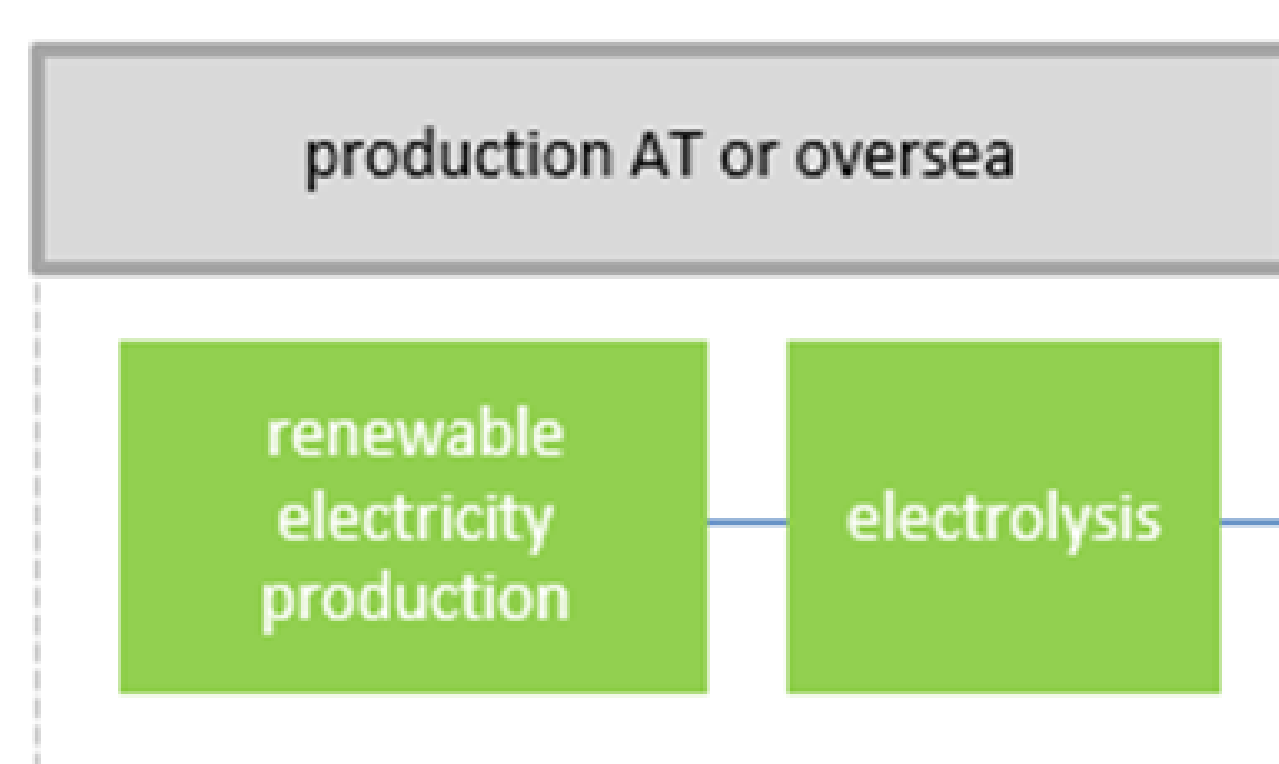 production AT or oversea
renewable
electricity
production
electrolysis